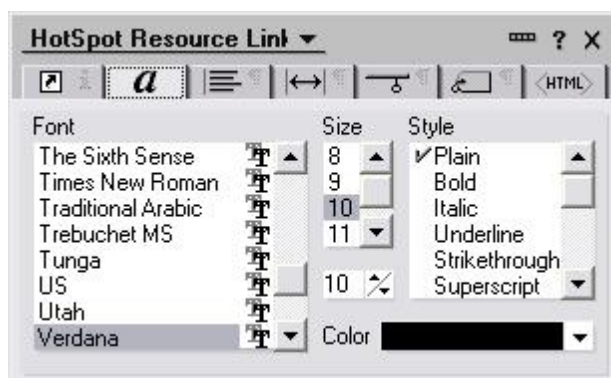 HotSpot Resource Link
?
X
a
<HTML>
Font
The Sixth Sense
Times New Roman
Traditional Arabic
Trebuchet MS
Tunga
US
Utah
Verdana
Size
8
9
10
11
10
Style
✔Plain
Bold
Italic
Underline
Strikethrough
Superscript
Color